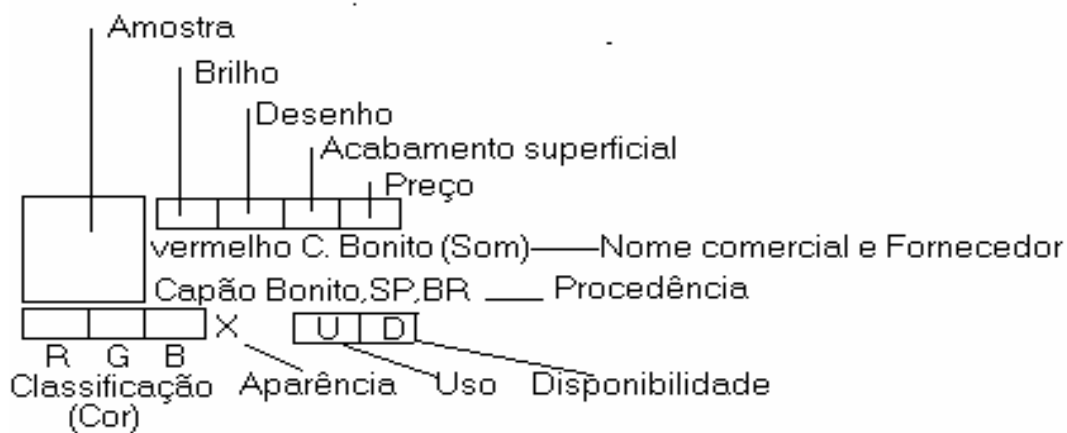 Amostra
Brilho
Desenho
Acabamento superficial
Preço
vermelho C. Bonito (Som) Nome comercial e Fornecedor
Capão Bonito,SP,BR Procedência
X U D
R G B
Classificação Aparência Uso Disponibilidade
(Cor)